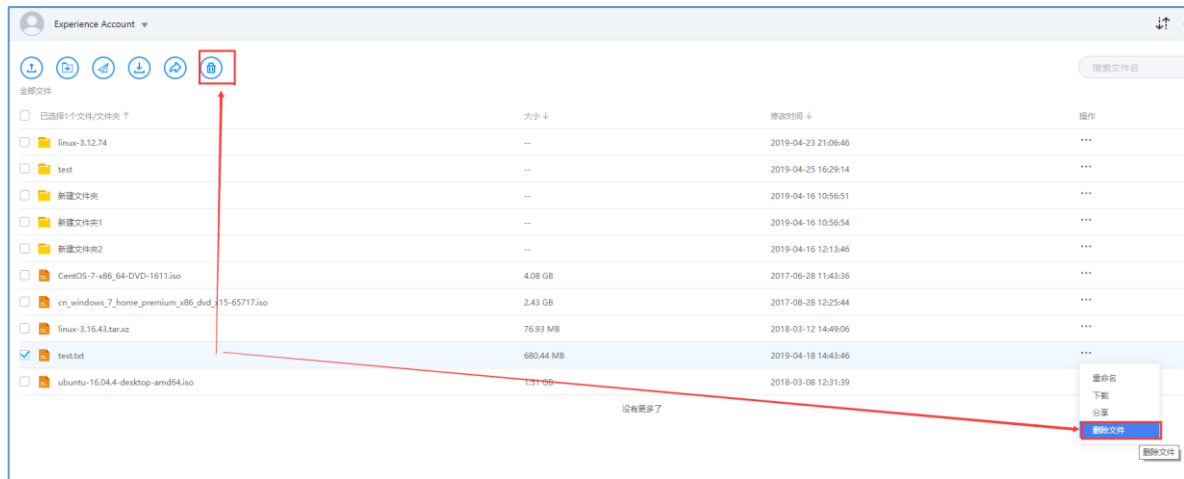 Experience Account
搜索文件名
全部文件
已选择1个文件/文件夹 ↑ 大小 ↓ 修改时间 ↓ 操作
linux-3.12.74 -- 2019-04-23 21:06:46 ...
test -- 2019-04-25 16:29:14 ...
新建文件夹 -- 2019-04-16 10:56:51 ...
新建文件夹1 -- 2019-04-16 10:56:54 ...
新建文件夹2 -- 2019-04-16 12:13:46 ...
CentOS-7-x86_64-DVD-1611.iso 4.08 GB 2017-06-28 11:43:36 ...
cn_windows_7_home_premium_x86_dvd_x15-65717.iso 2.43 GB 2017-08-28 12:25:44 ...
linux-3.16.43.tar.xz 76.93 MB 2018-03-12 14:49:06 ...
test.txt 680.44 MB 2019-04-18 14:43:46 ...
ubuntu-16.04.4-desktop-amd64.iso 1.51 GB 2018-03-08 12:31:39
重命名
下载
分享
删除文件
删除文件
没有更多了